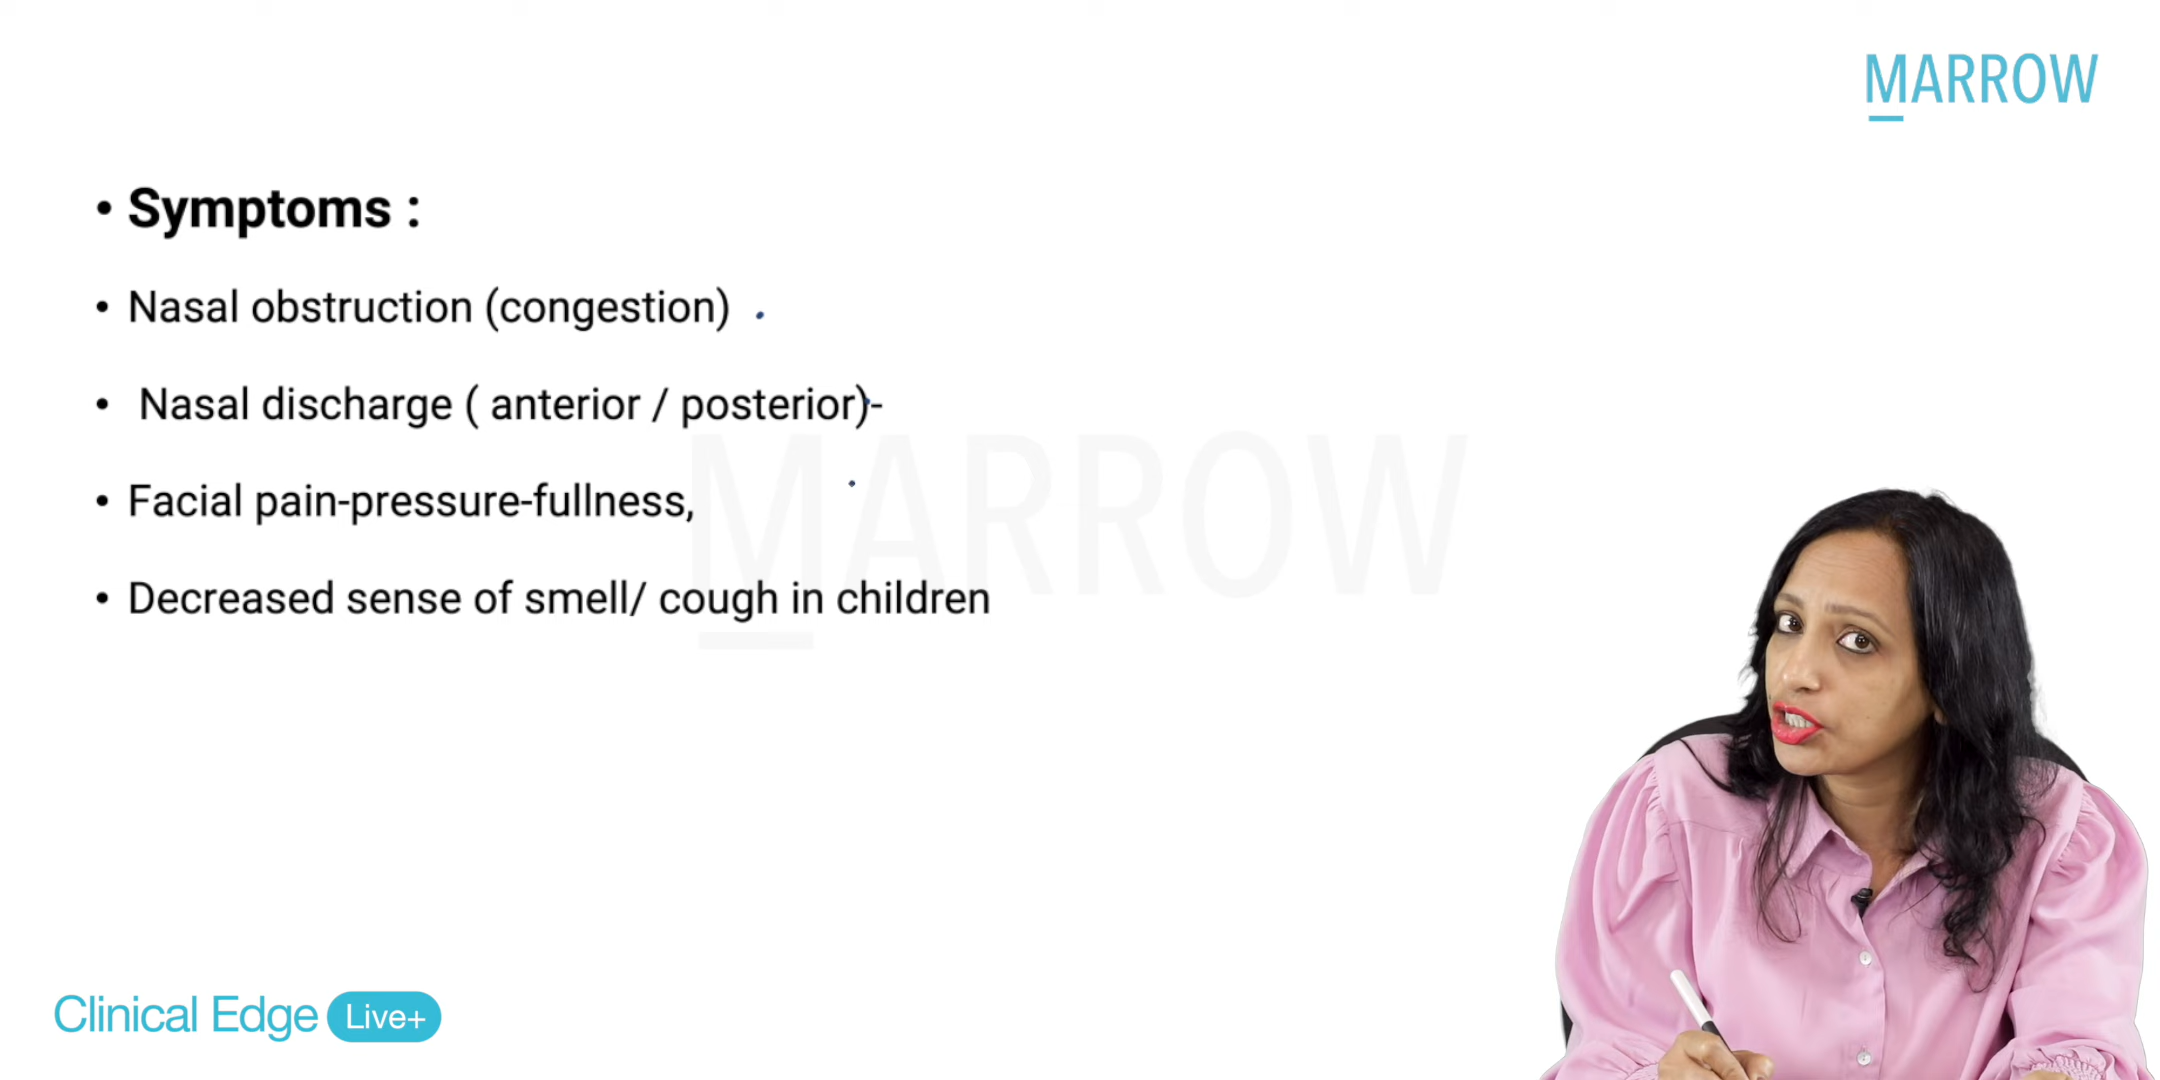 MARROW
• Symptoms :
• Nasal obstruction (congestion)
• Nasal discharge ( anterior / posterior)-
• Facial pain-pressure-fullness,
• Decreased sense of smell/ cough in children
MARROW
Clinical Edge Live+